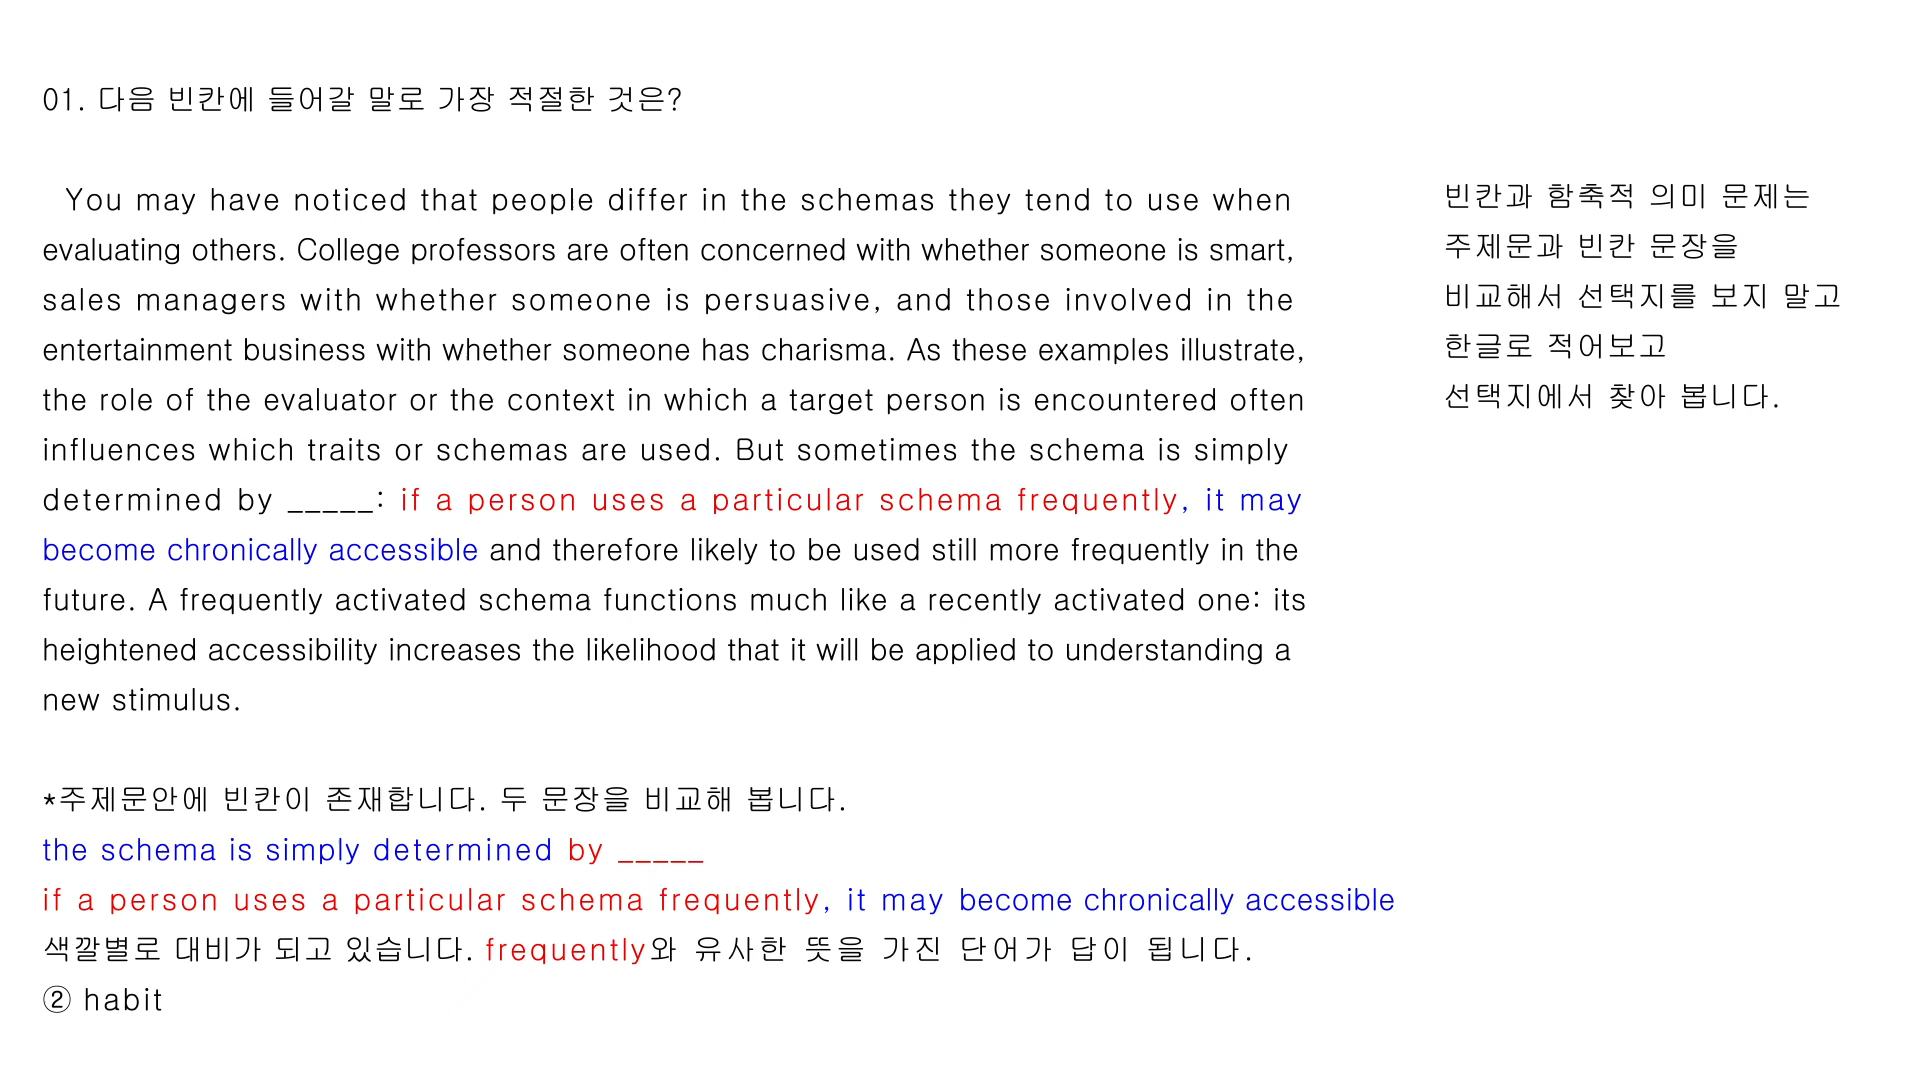 01. 다음 빈칸에 들어갈 말로 가장 적절한 것은?
You may have noticed that people differ in the schemas they tend to use when
evaluating others. College professors are often concerned with whether someone is smart,
sales managers with whether someone is persuasive, and those involved in the
entertainment business with whether someone has charisma. As these examples illustrate,
the role of the evaluator or the context in which a target person is encountered often
influences which traits or schemas are used. But sometimes the schema is simply
determined by _____: if a person uses a particular schema frequently, it may
become chronically accessible and therefore likely to be used still more frequently in the
future. A frequently activated schema functions much like a recently activated one: its
heightened accessibility increases the likelihood that it will be applied to understanding a
new stimulus.
빈칸과 함축적 의미 문제는
주제문과 빈칸 문장을
비교해서 선택지를 보지 말고
한글로 적어보고
선택지에서 찾아 봅니다.
*주제문안에 빈칸이 존재합니다. 두 문장을 비교해 봅니다.
the schema is simply determined by _____
if a person uses a particular schema frequently, it may become chronically accessible
색깔별로 대비가 되고 있습니다. frequently와 유사한 뜻을 가진 단어가 답이 됩니다.
② habit